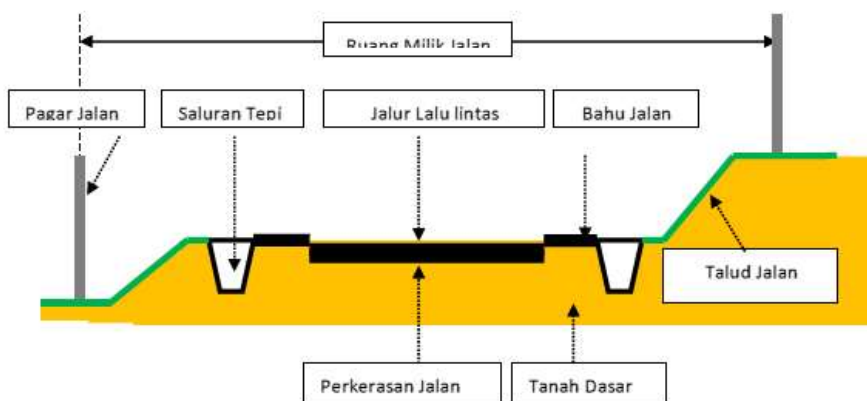 Ruang Milik Jalan
Pagar Jalan
Saluran Tepi
Jalur Lalu lintas
Bahu Jalan
Talud Jalan
Perkerasan Jalan
Tanah Dasar